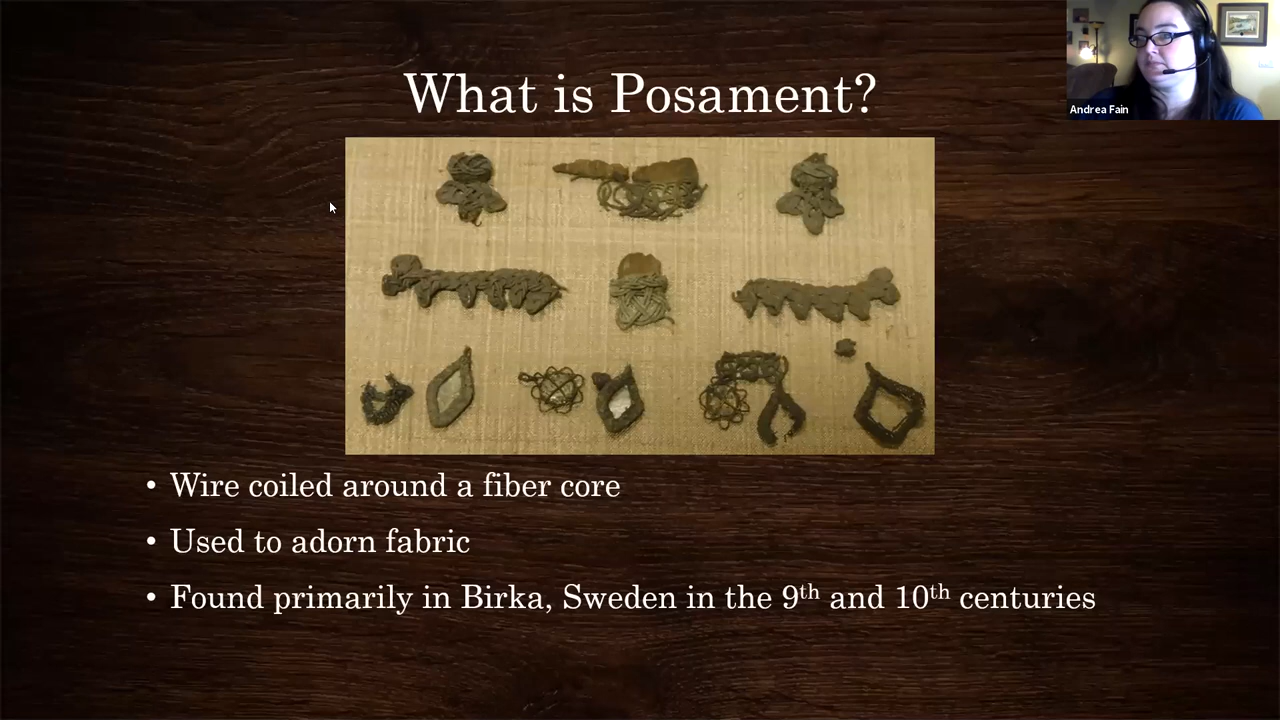 What is Posament?
Andrea Fain
• Wire coiled around a fiber core
• Used to adorn fabric
• Found primarily in Birka, Sweden in the 9th and 10th centuries